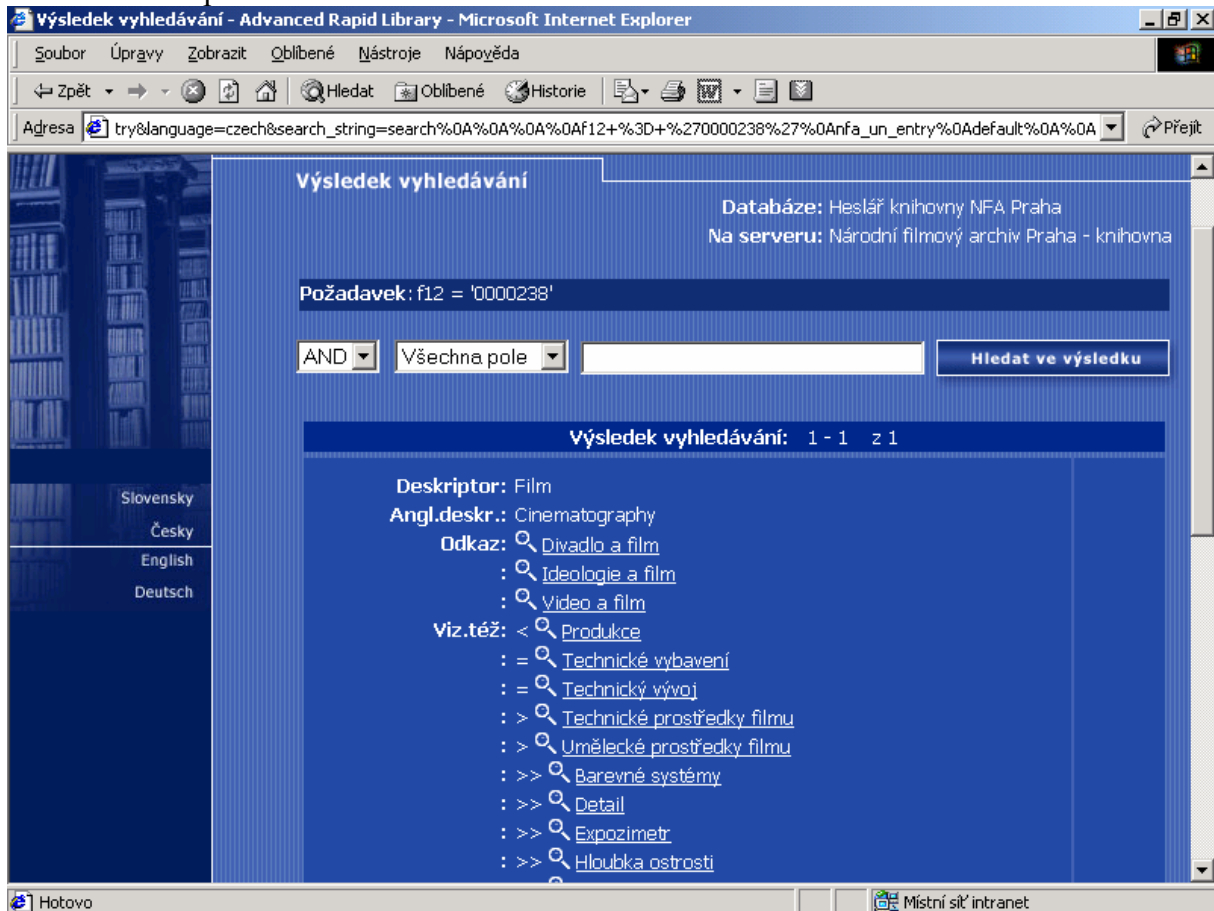 Výsledek vyhledávání - Advanced Rapid Library - Microsoft Internet Explorer
Soubor Úpravy Zobrazit Oblíbené Nástroje Nápověda
Zpět Hledat Oblíbené Historie
Adresa try&language=czech&search_string=search%0A%0A%0A%0Af12+%3D+%270000238%27%0Anfa_un_entry%0Adefault%0A%0A Přejít
Výsledek vyhledávání
Databáze: Heslář knihovny NFA Praha
Na serveru: Národní filmový archiv Praha - knihovna
Požadavek: f12 = '0000238'
AND Všechna pole Hledat ve výsledku
Výsledek vyhledávání: 1 - 1 z 1
Slovensky
Česky
English
Deutsch
Deskriptor: Film
Angl.deskr.: Cinematography
Odkaz: Divadlo a film
: Ideologie a film
: Video a film
Viz.též: < Produkce
: = Technické vybavení
: = Technický vývoj
: > Technické prostředky filmu
: > Umělecké prostředky filmu
: >> Barevné systémy
: >> Detail
: >> Expozimetr
: >> Hloubka ostrosti
Hotovo Místní síť intranet